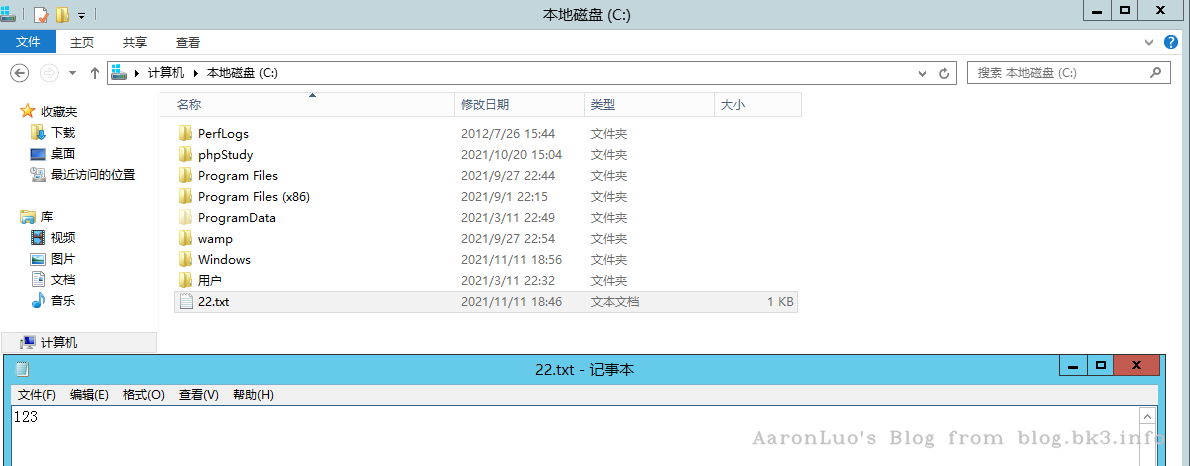 本地磁盘 (C:)
文件 主页 共享 查看
计算机 本地磁盘 (C:) 搜索 本地磁盘 (C:)
收藏夹
下载
桌面
最近访问的位置
库
视频
图片
文档
音乐
计算机
名称 修改日期 类型 大小
PerfLogs 2012/7/26 15:44 文件夹
phpStudy 2021/10/20 15:04 文件夹
Program Files 2021/9/27 22:44 文件夹
Program Files (x86) 2021/9/1 22:15 文件夹
ProgramData 2021/3/11 22:49 文件夹
wamp 2021/9/27 22:54 文件夹
Windows 2021/11/11 18:56 文件夹
用户 2021/3/11 22:32 文件夹
22.txt 2021/11/11 18:46 文本文档 1 KB
22.txt - 记事本
文件(F) 编辑(E) 格式(O) 查看(V) 帮助(H)
123
AaronLuo's Blog from blog.bk3.info